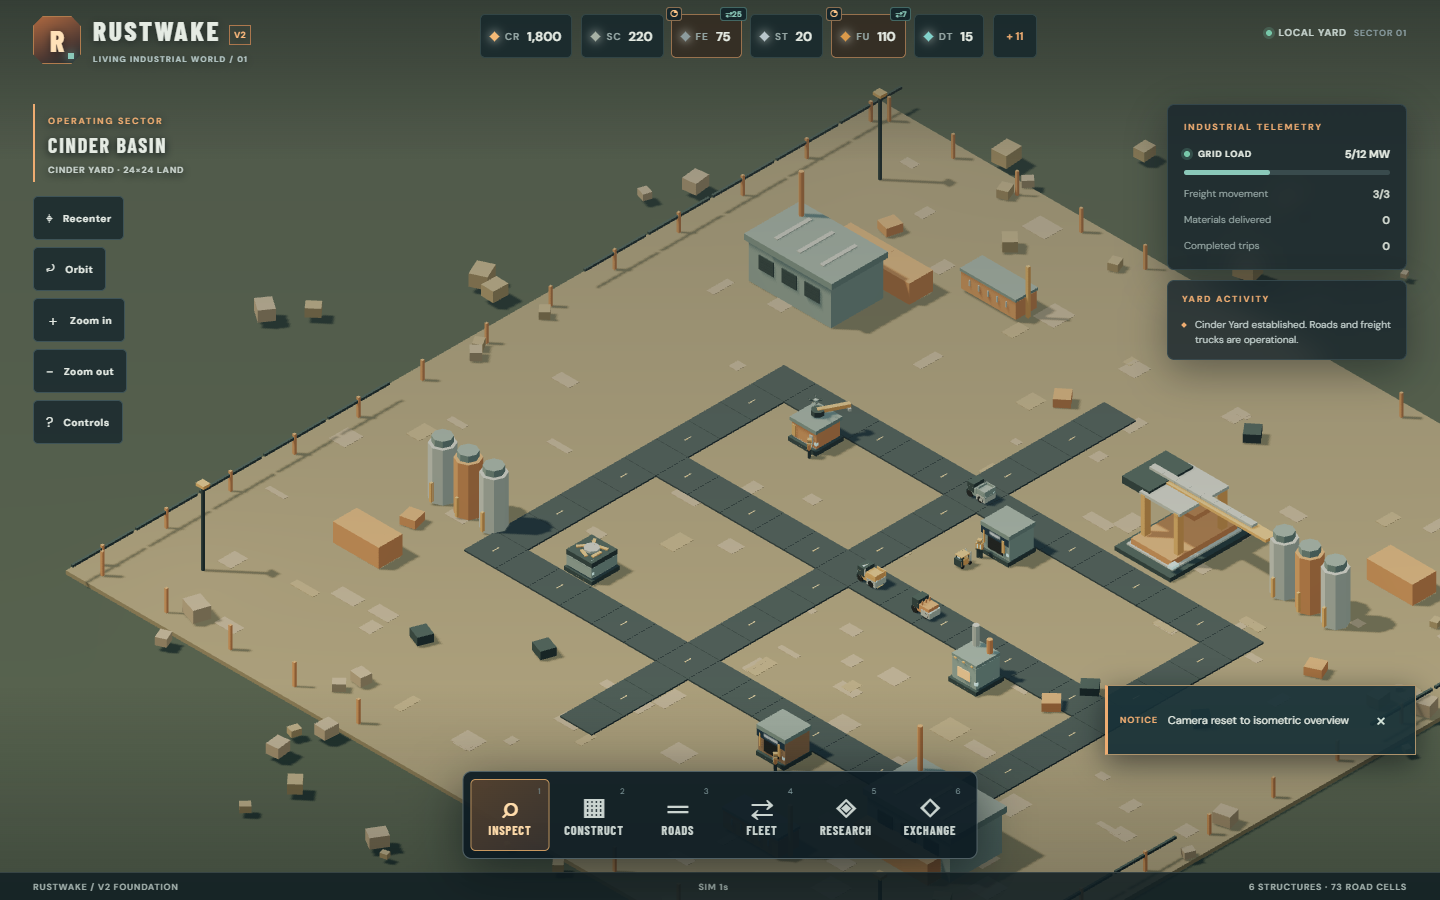 R
RUSTWAKE V2
LIVING INDUSTRIAL WORLD / 01
CR 1,800
SC 220
⇄25
FE 75
ST 20
⇄7
FU 110
DT 15
+ 11
LOCAL YARD SECTOR 01
OPERATING SECTOR
CINDER BASIN
CINDER YARD · 24×24 LAND
Recenter
Orbit
+ Zoom in
− Zoom out
? Controls
INDUSTRIAL TELEMETRY
GRID LOAD 5/12 MW
Freight movement 3/3
Materials delivered 0
Completed trips 0
YARD ACTIVITY
Cinder Yard established. Roads and freight
trucks are operational.
NOTICE Camera reset to isometric overview ×
1
INSPECT
2
CONSTRUCT
3
ROADS
4
FLEET
5
RESEARCH
6
EXCHANGE
RUSTWAKE / V2 FOUNDATION
SIM 1s
6 STRUCTURES · 73 ROAD CELLS